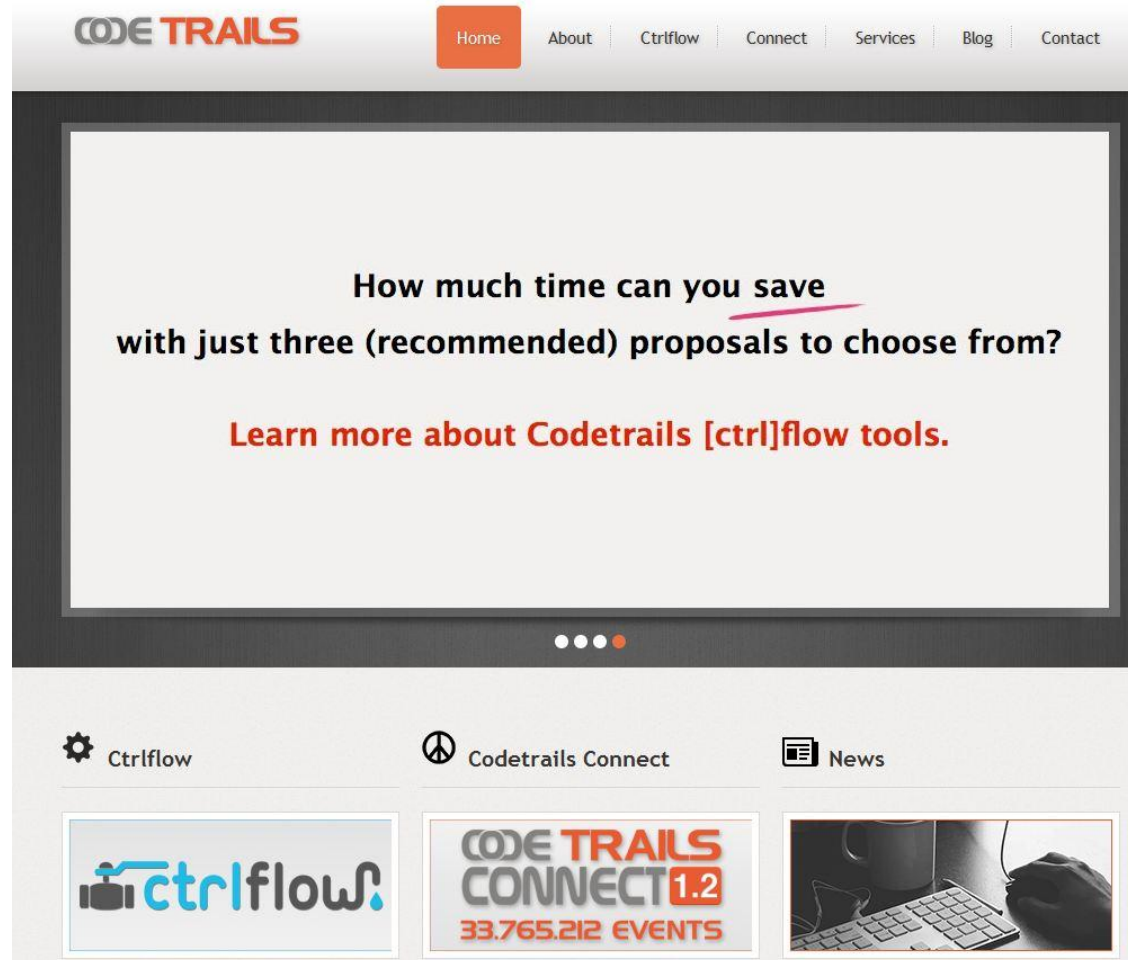 CODE TRAILS
Home About Ctrlflow Connect Services Blog Contact
How much time can you save
with just three (recommended) proposals to choose from?
Learn more about Codetrails [ctrl]flow tools.
Ctrlflow
Codetrails Connect
News
ctrlflow
CODE TRAILS
CONNECT 1.2
33.765.212 EVENTS